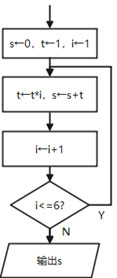 s←0, t←1, i←1
t←t*i, s←s+t
i←i+1
i<=6?
Y
N
输出s